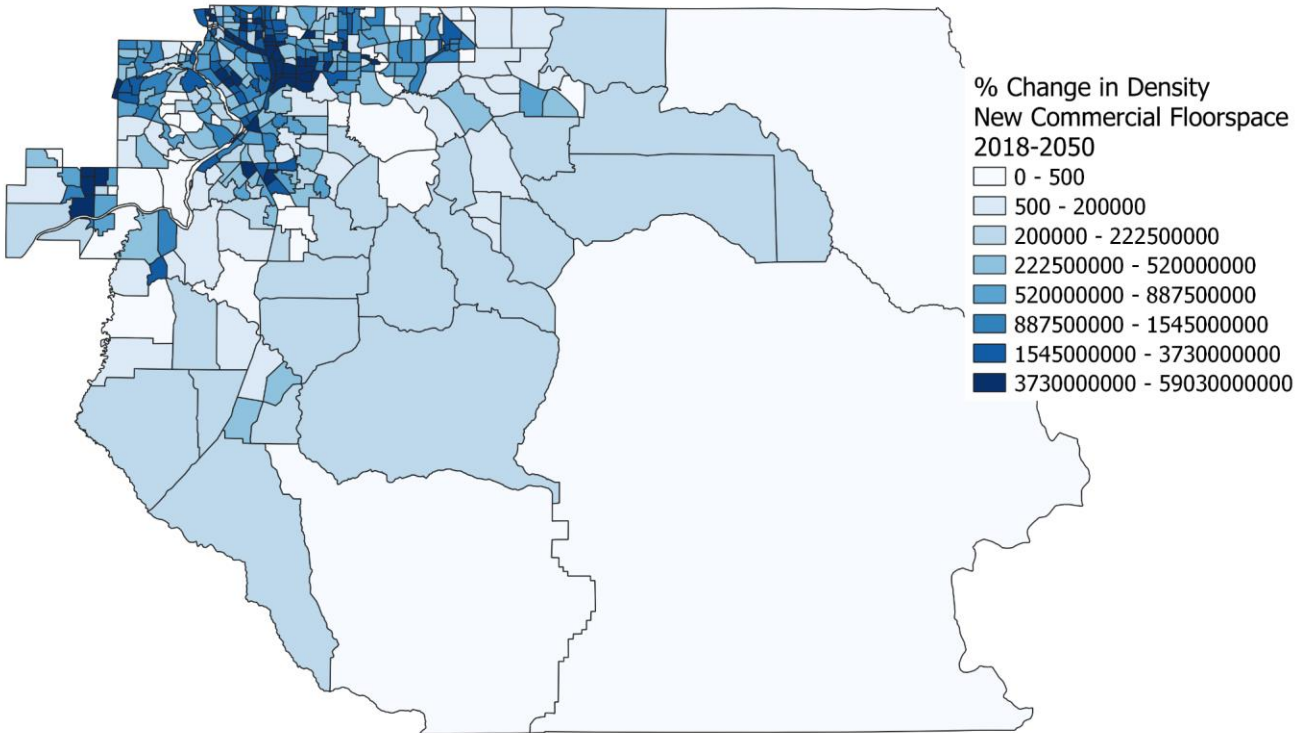 % Change in Density
New Commercial Floorspace
2018-2050
0 - 500
500 - 200000
200000 - 222500000
222500000 - 520000000
520000000 - 887500000
887500000 - 1545000000
1545000000 - 3730000000
3730000000 - 59030000000